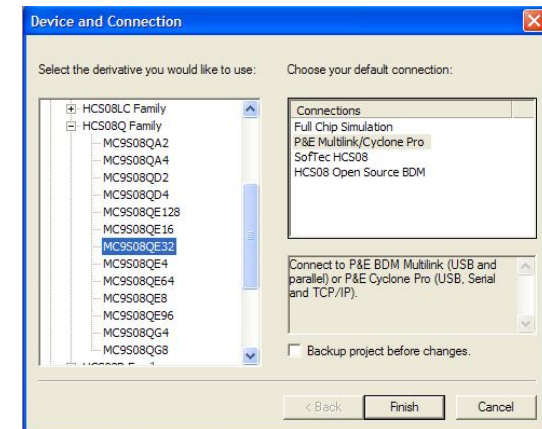 Device and Connection
Select the derivative you would like to use:
HCS08LC Family
HCS08Q Family
MC9S08QA2
MC9S08QA4
MC9S08QD2
MC9S08QD4
MC9S08QE128
MC9S08QE16
MC9S08QE32
MC9S08QE4
MC9S08QE64
MC9S08QE8
MC9S08QE96
MC9S08QG4
MC9S08QG8
Choose your default connection:
Connections
Full Chip Simulation
P&E Multilink/Cyclone Pro
SofTec HCS08
HCS08 Open Source BDM
Connect to P&E BDM Multilink (USB and
parallel) or P&E Cyclone Pro (USB, Serial
and TCP/IP).
Backup project before changes.
< Back
Finish
Cancel